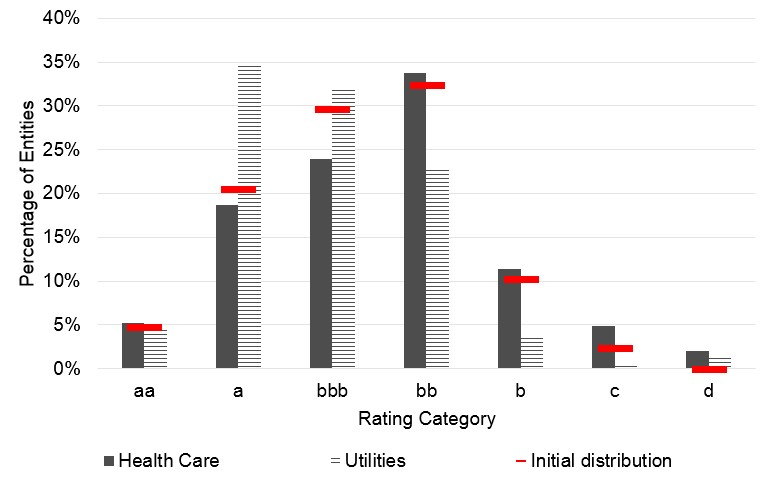 40%
35%
30%
25%
20%
15%
10%
5%
0%
Percentage of Entities
aa a bbb bb b c d
Rating Category
Health Care Utilities Initial distribution